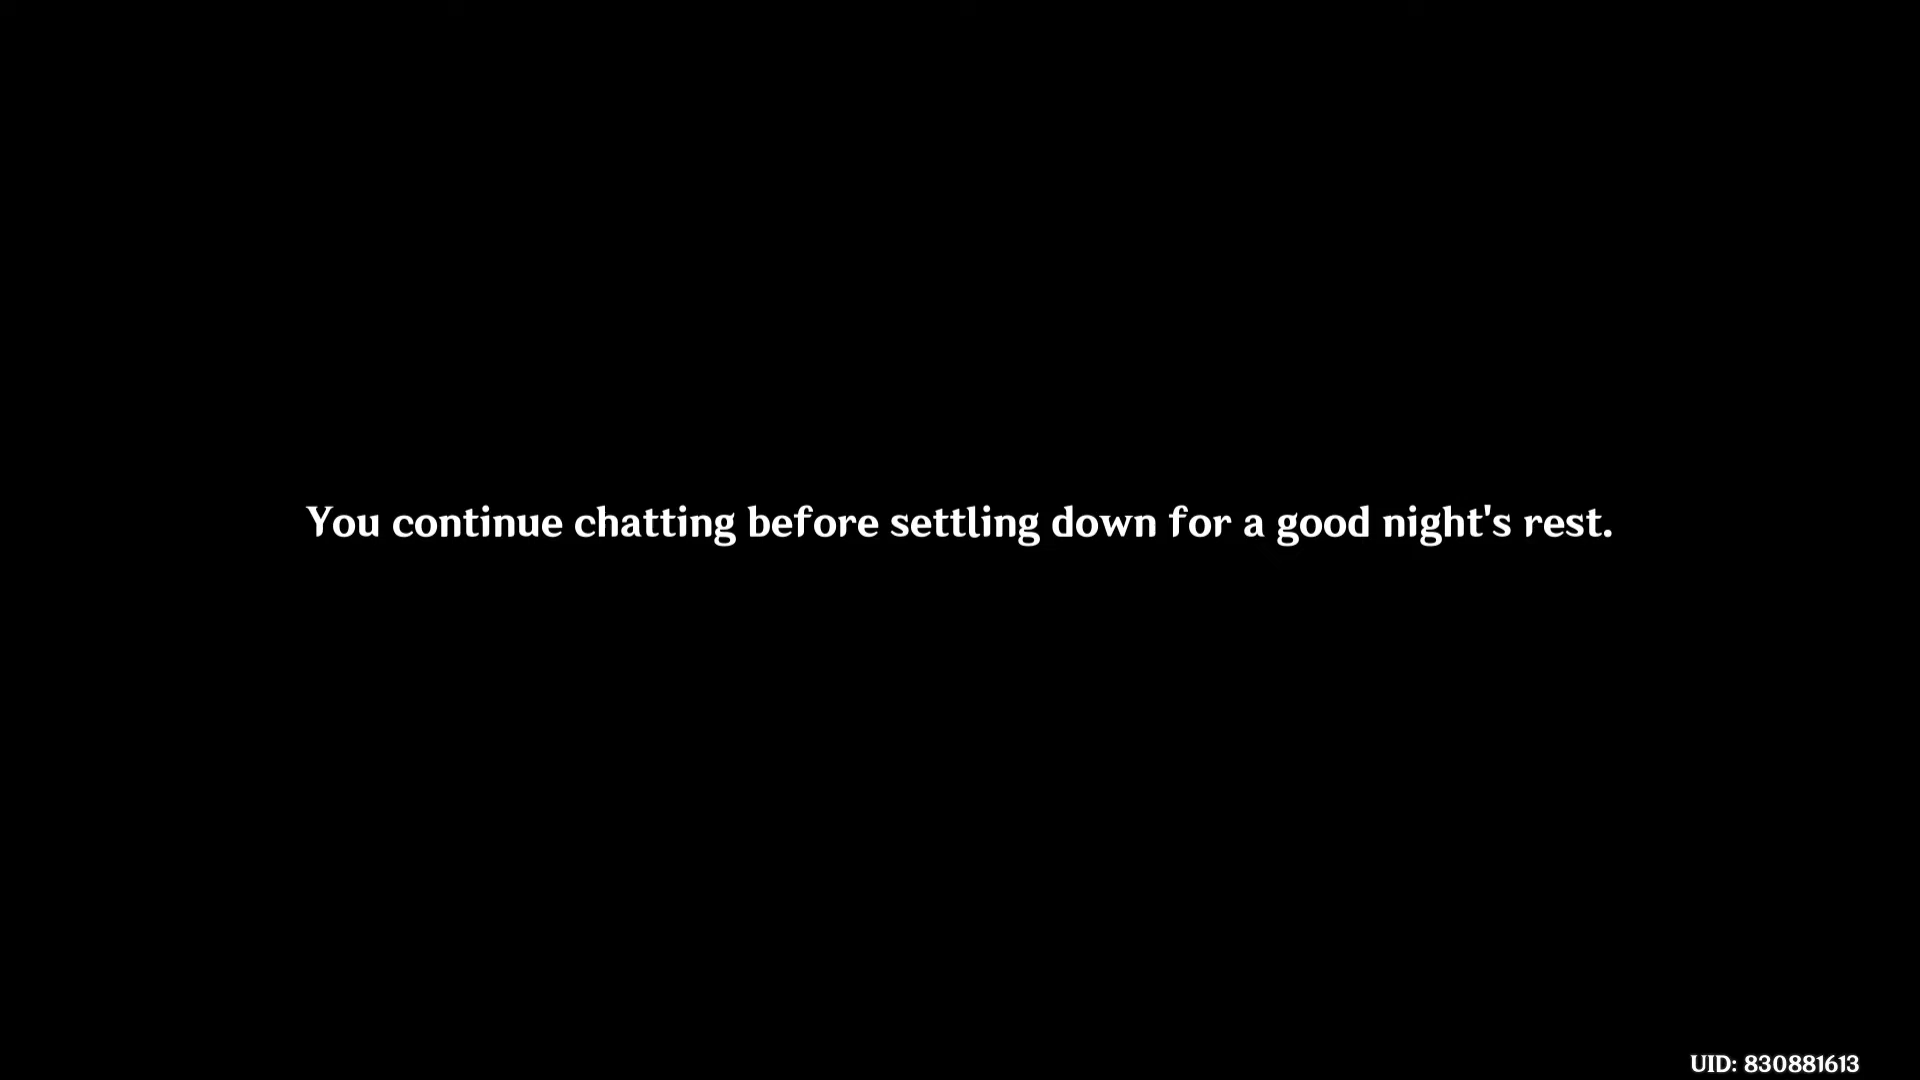 You continue chatting before settling down for a good night's rest.
UID: 830881613